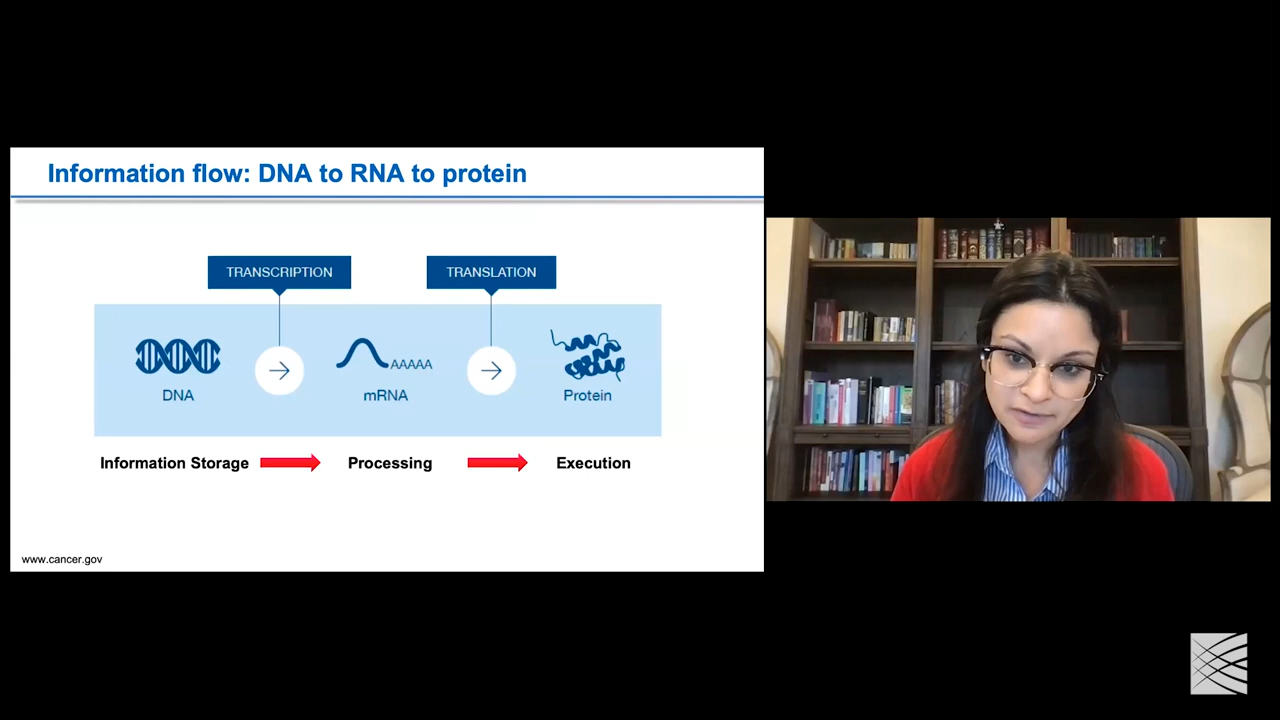 Information flow: DNA to RNA to protein
TRANSCRIPTION
TRANSLATION
AAAAA
DNA
mRNA
Protein
Information Storage
Processing
Execution
www.cancer.gov